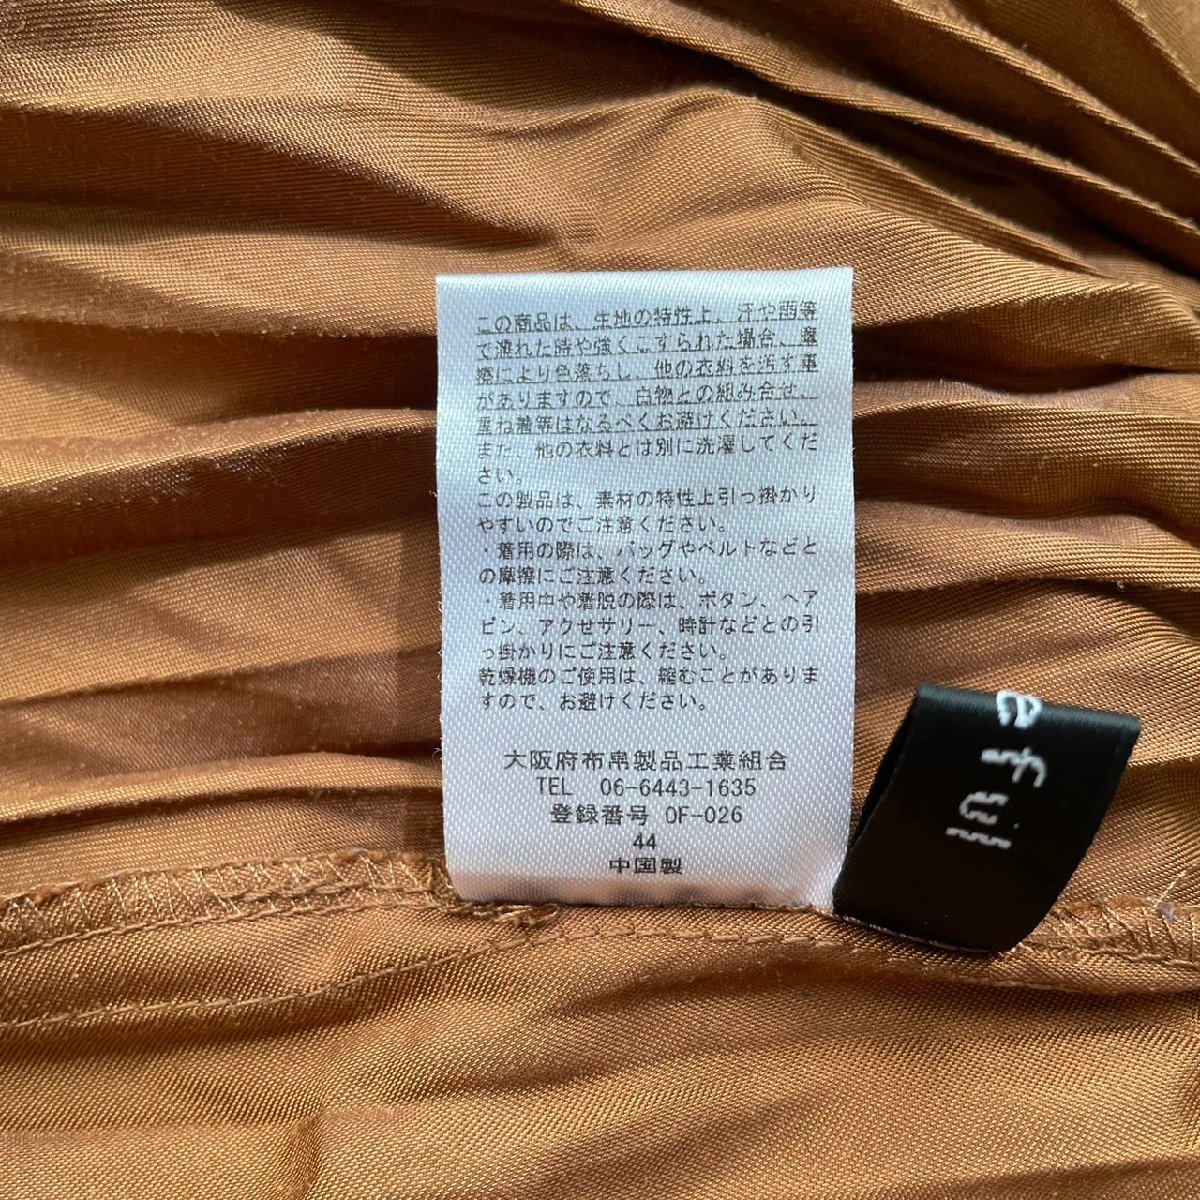 この商品は、生地の特性上、汗や雨等
で濡れた時や強くこすられた場合、摩
擦により色落ちし、他の衣料を汚す事
がありますので、白物との組み合せ、
重ね着等はなるべくお避けください。
また、他の衣料とは別に洗濯してくだ
さい。
この製品は、素材の特性上引っ掛かり
やすいのでご注意ください。
・着用の際は、バッグやベルトなどと
の摩擦にご注意ください。
・着用中や着脱の際は、ボタン、ヘア
ピン、アクセサリー、時計などとの引
っ掛かりにご注意ください。
乾燥機のご使用は、縮むことがありま
すので、お避けください。
大阪府布帛製品工業組合
TEL 06-6443-1635
登録番号 OF-026
44
中国製